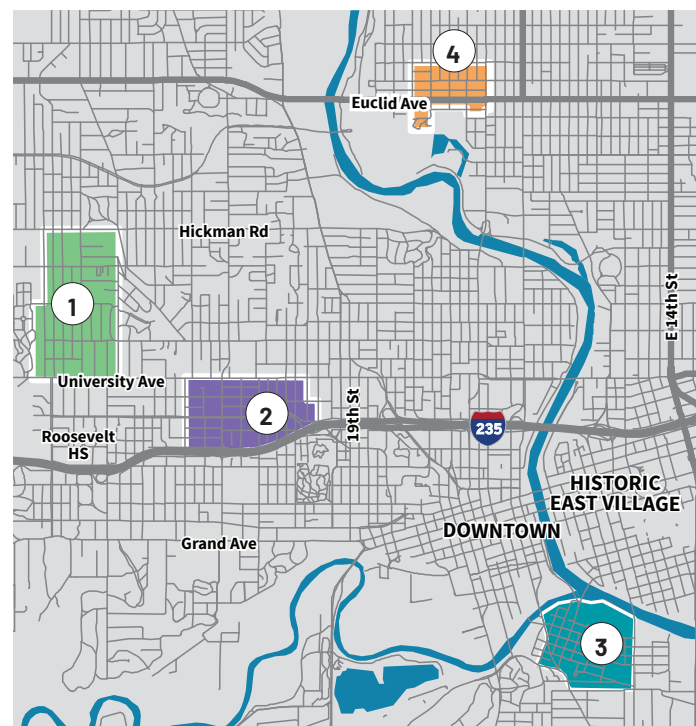 4
Euclid Ave
Hickman Rd
E 14th St
1
University Ave
2
19th St
Roosevelt
HS
235
HISTORIC
EAST VILLAGE
DOWNTOWN
Grand Ave
3